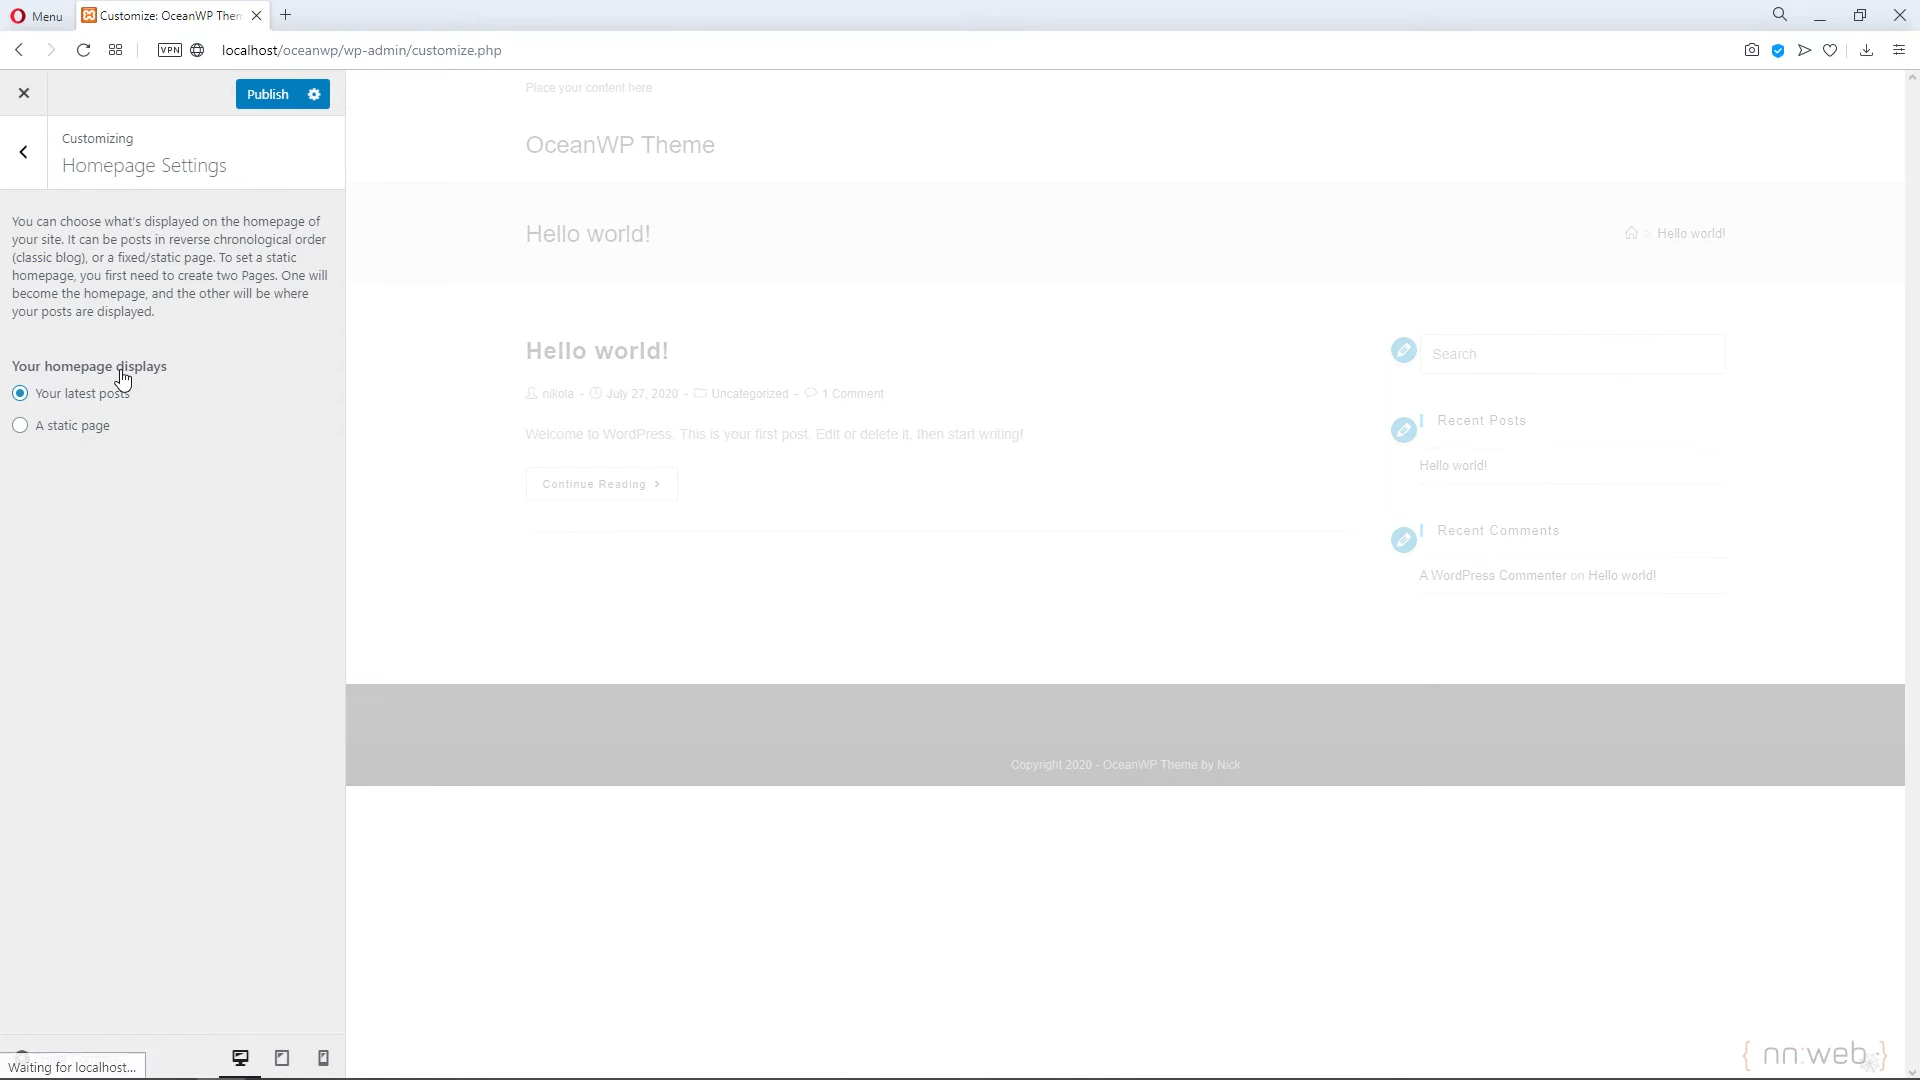 Menu
Customize: OceanWP Them
VPN
localhost/oceanwp/wp-admin/customize.php
Publish
Customizing
Homepage Settings
You can choose what's displayed on the homepage of
your site. It can be posts in reverse chronological order
(classic blog), or a fixed/static page. To set a static
homepage, you first need to create two Pages. One will
become the homepage, and the other will be where
your posts are displayed.
Your homepage displays
Your latest posts
A static page
Waiting for localhost...
Place your content here
OceanWP Theme
Hello world!
> Hello world!
Hello world!
nikola - July 27, 2020 - Uncategorized - 1 Comment
Welcome to WordPress. This is your first post. Edit or delete it, then start writing!
Continue Reading >
Search
Recent Posts
Hello world!
Recent Comments
A WordPress Commenter on Hello world!
Copyright 2020 - OceanWP Theme by Nick
{ nn:web }